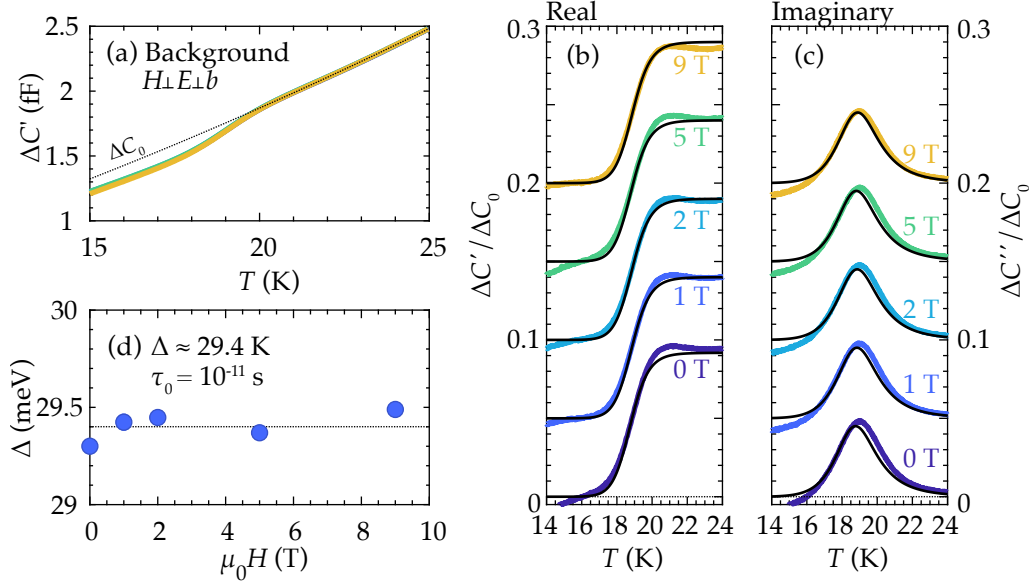 (a) Background
H⊥E⊥b
ΔC₀
2.5
2
1.5
1
ΔC' (fF)
15
20
25
T (K)
(d) Δ ≈ 29.4 K
τ₀ = 10⁻¹¹ s
30
29.5
29
Δ (meV)
0
2
4
6
8
10
μ₀H (T)
Real
(b)
9 T
5 T
2 T
1 T
0 T
0.3
0.2
0.1
0
ΔC′ / ΔC₀
14 16 18 20 22 24
T (K)
Imaginary
(c)
9 T
5 T
2 T
1 T
0 T
0.3
0.2
0.1
0
ΔC′′ / ΔC₀
14 16 18 20 22 24
T (K)